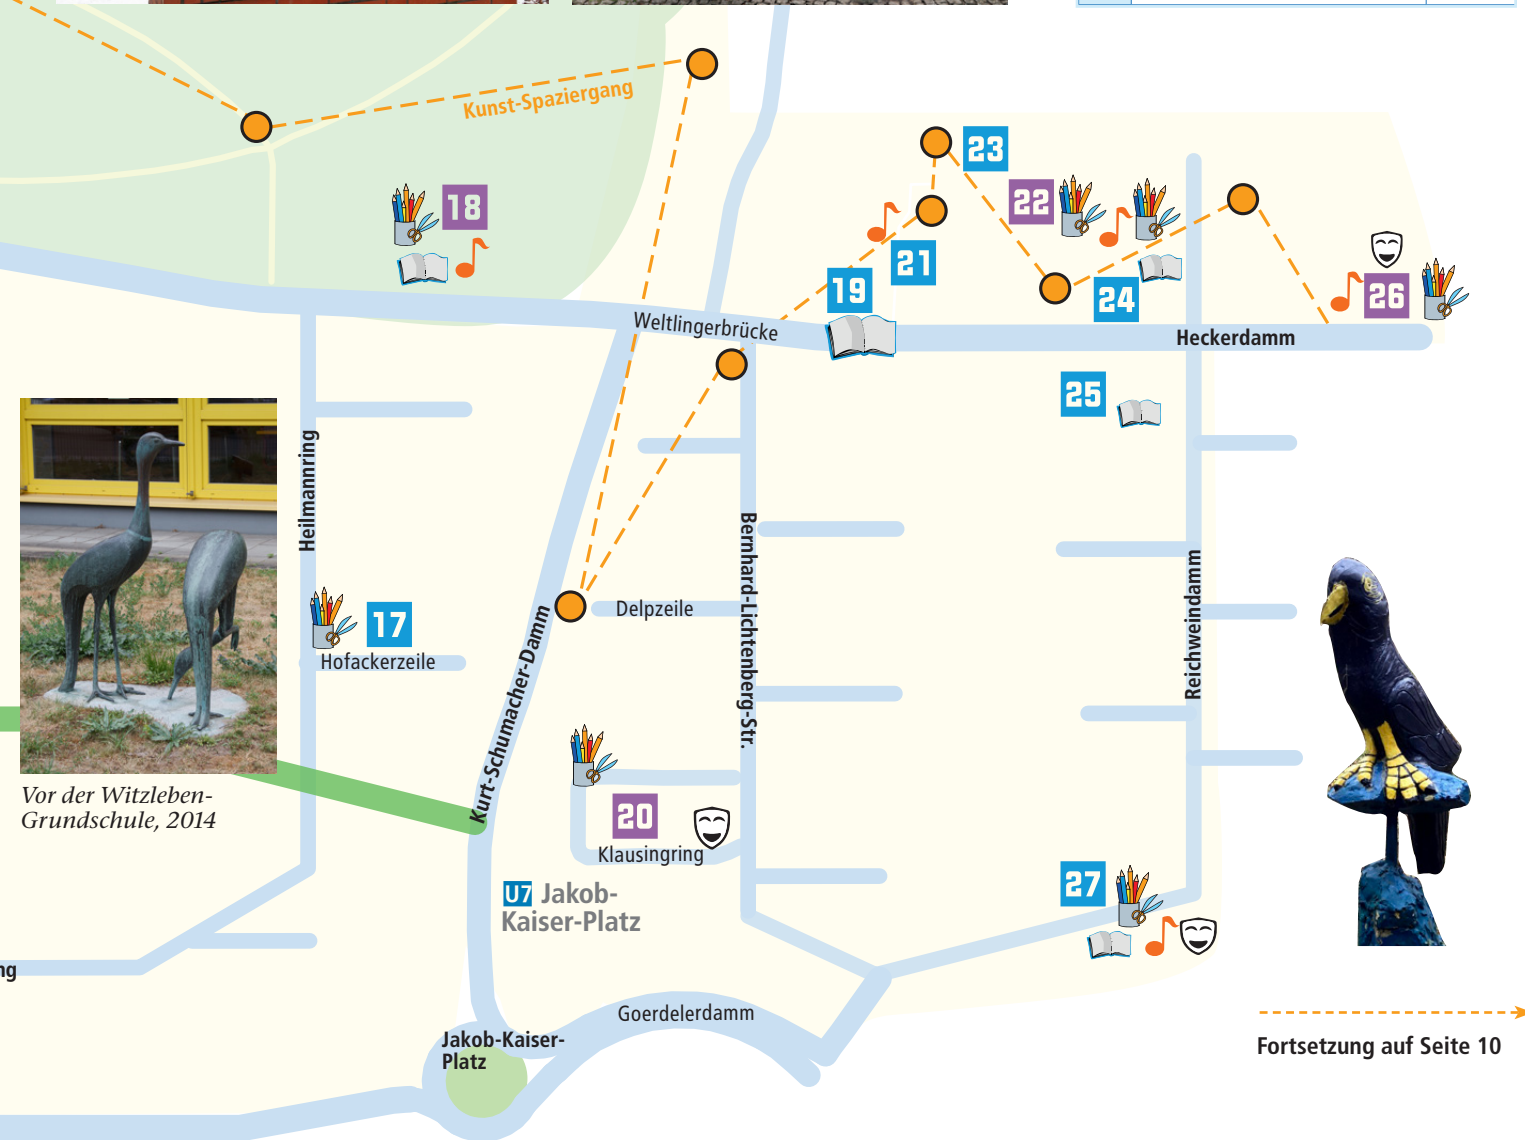 Kunst-Spaziergang
23
22
18
21
19
24
26
Weltlingerbrücke
Heckerdamm
25
Heilmannring
Bernhard-Lichtenberg-Str.
Reichweindamm
Delpzeile
17
Hofackerzeile
Kurt-Schumacher-Damm
Vor der Witzleben-
Grundschule, 2014
20
Klausingring
27
U7 Jakob-
Kaiser-Platz
ng
Goerdelerdamm
Jakob-Kaiser-
Platz
Fortsetzung auf Seite 10